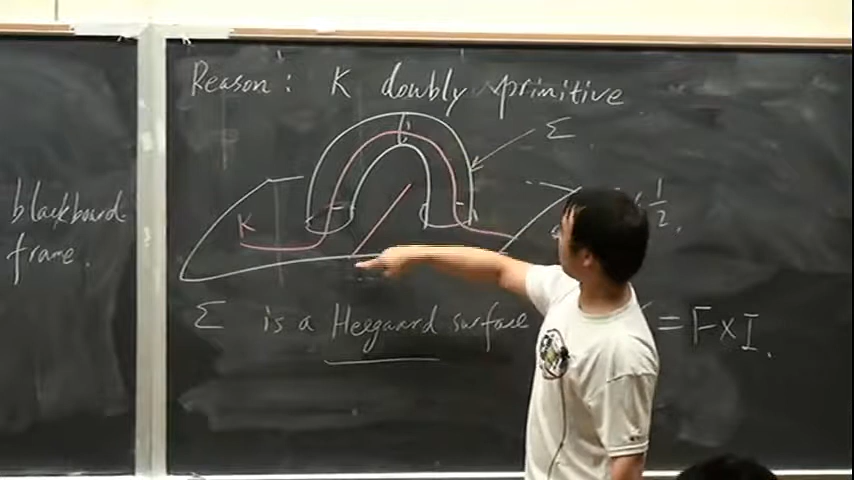 blackboard
frame.
Reason: K doubly primitive
Σ
K
1/2.
Σ is a Heegaard surface
= F×I.